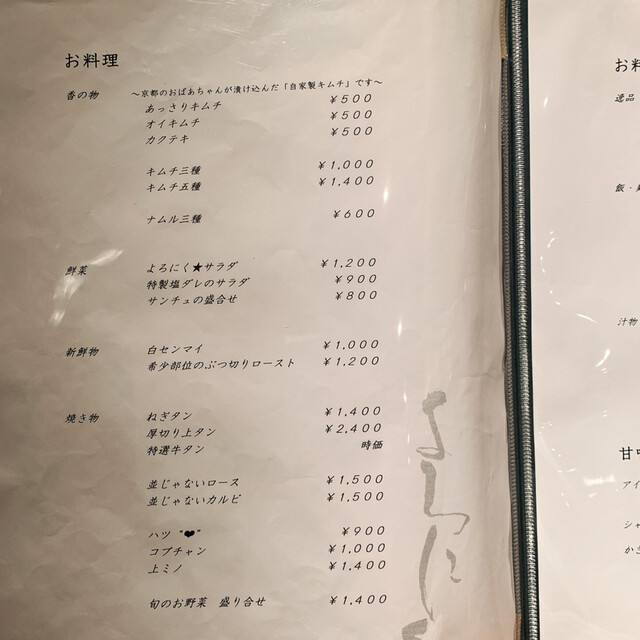 お料理
香の物 〜京都のおばあちゃんが漬け込んだ「自家製キムチ」です〜
あっさりキムチ ￥500
オイキムチ ￥500
カクテキ ￥500
キムチ三種 ￥1,000
キムチ五種 ￥1,400
ナムル三種 ￥600
鮮菜 よろにく★サラダ ￥1,200
特製塩ダレのサラダ ￥900
サンチュの盛合せ ￥800
新鮮物 白センマイ ￥1,000
希少部位のぶつ切りロースト ￥1,200
焼き物 ねぎタン ￥1,400
厚切り上タン ￥2,400
特選牛タン 時価
並じゃないロース ￥1,500
並じゃないカルビ ￥1,500
ハツ "❤" ￥900
コプチャン ￥1,000
上ミノ ￥1,400
旬のお野菜 盛り合せ ￥1,400
よろに
お料
逸品
飯・
汁物
甘
アイ
シャ
か